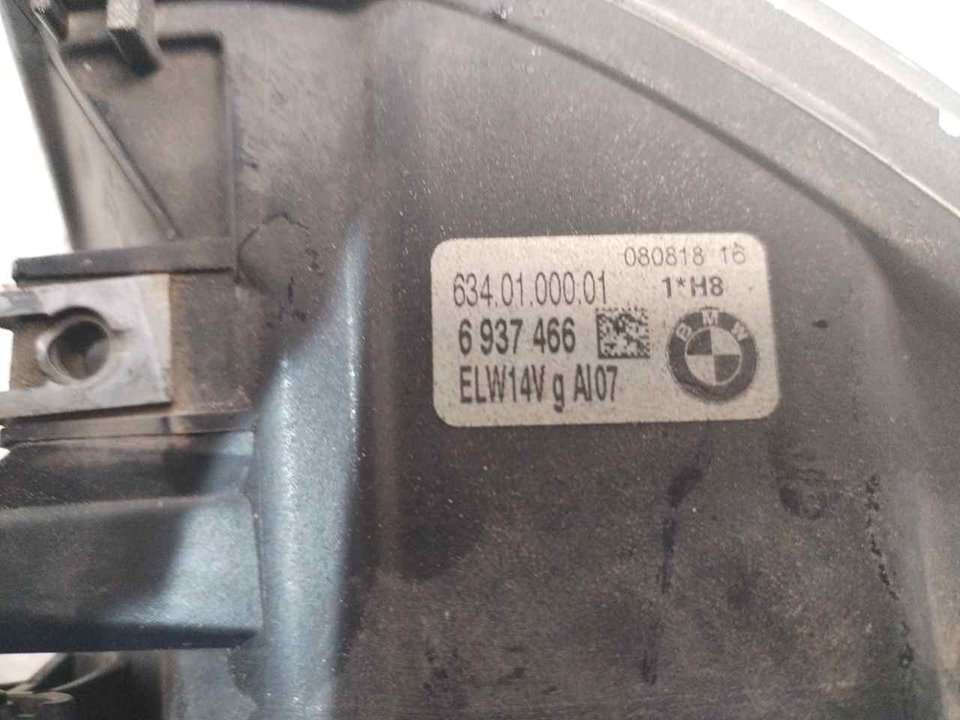 080818 16
634.01.000.01 1*H8
6 937 466
BMW
ELW14V g AI07